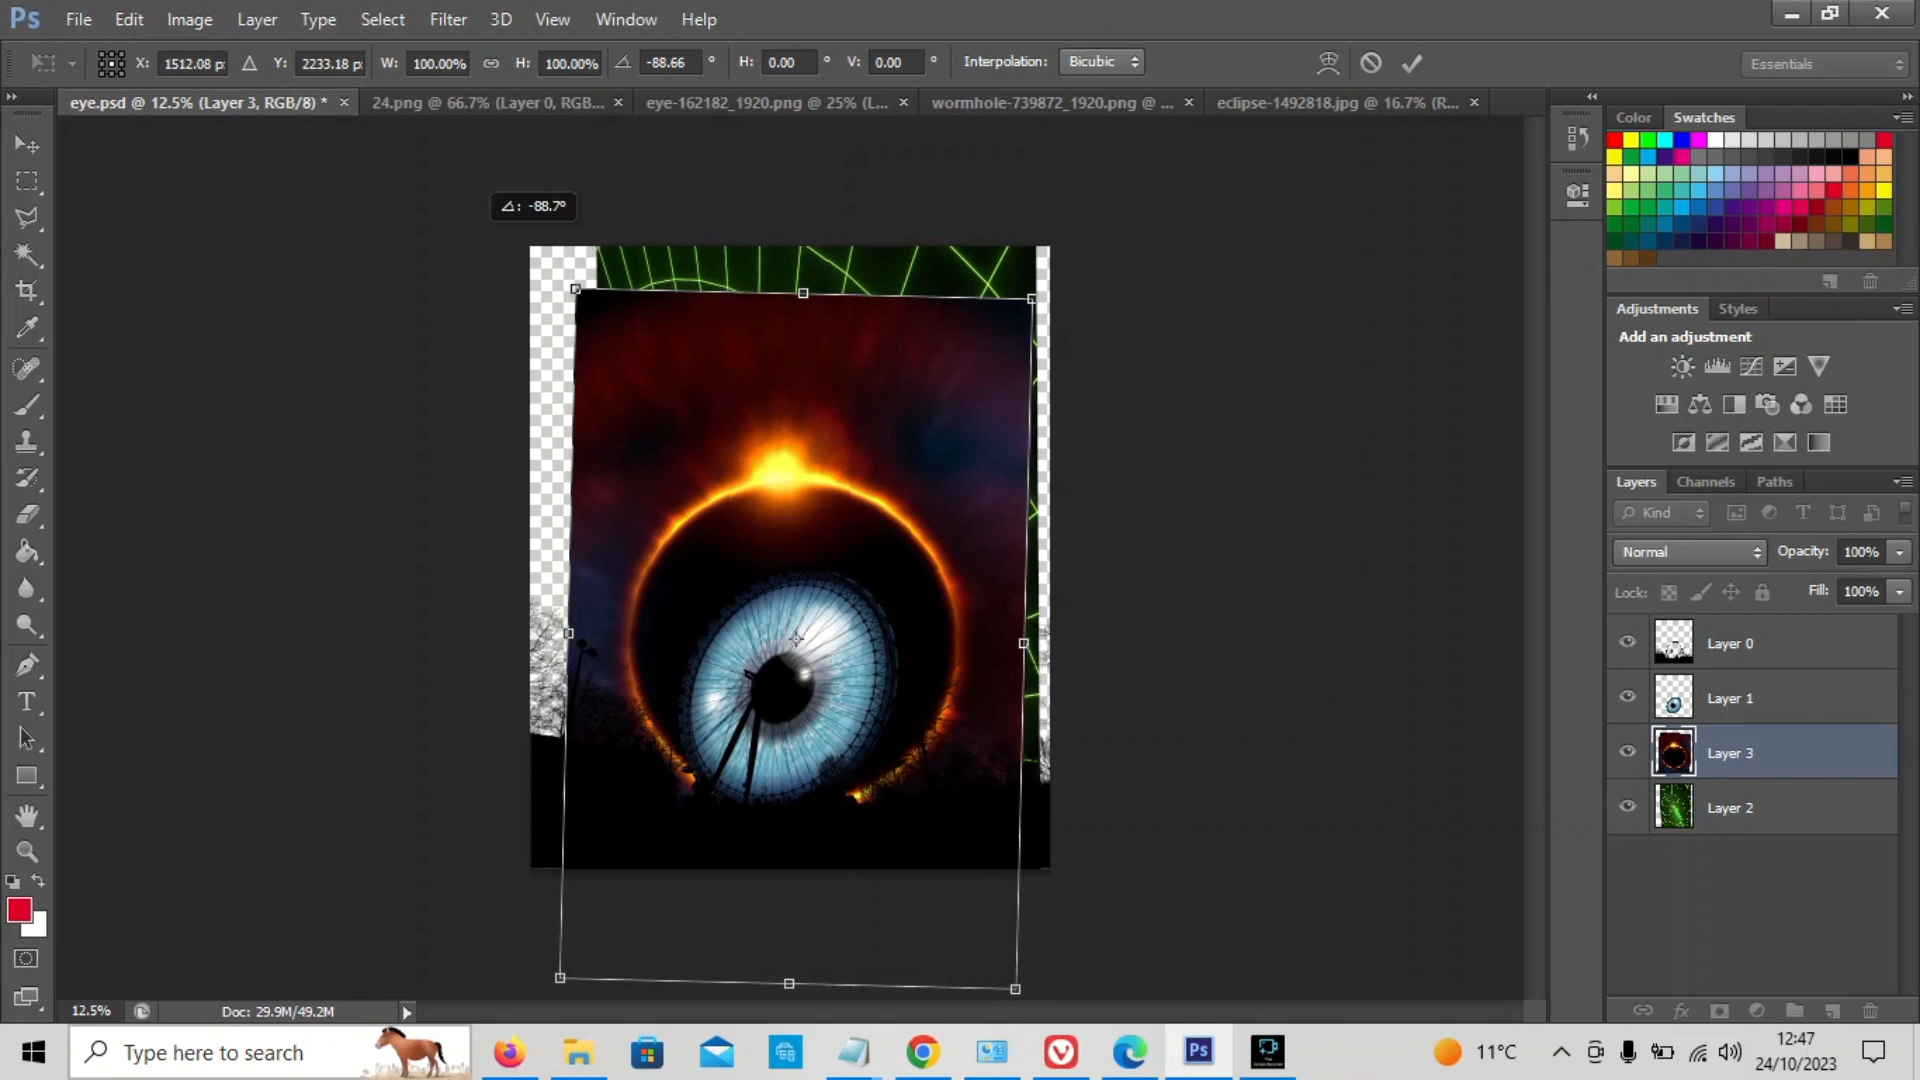 Ps File Edit Image Layer Type Select Filter 3D View Window Help
X: 1512.08 p Y: 2233.18 p W: 100.00% H: 100.00% -88.66 ° H: 0.00 ° V: 0.00 ° Interpolation: Bicubic Essentials
eye.psd @ 12.5% (Layer 3, RGB/8) * × 24.png @ 66.7% (Layer 0, RGB... × eye-162182_1920.png @ 25% (L... × wormhole-739872_1920.png @ ... × eclipse-1492818.jpg @ 16.7% (R... ×
Color Swatches
∠: -88.7°
Adjustments Styles
Add an adjustment
Layers Channels Paths
Kind
Normal Opacity: 100%
Lock: Fill: 100%
Layer 0
Layer 1
Layer 3
Layer 2
12.5% Doc: 29.9M/49.2M
Type here to search
Ps
11°C
12:47
24/10/2023